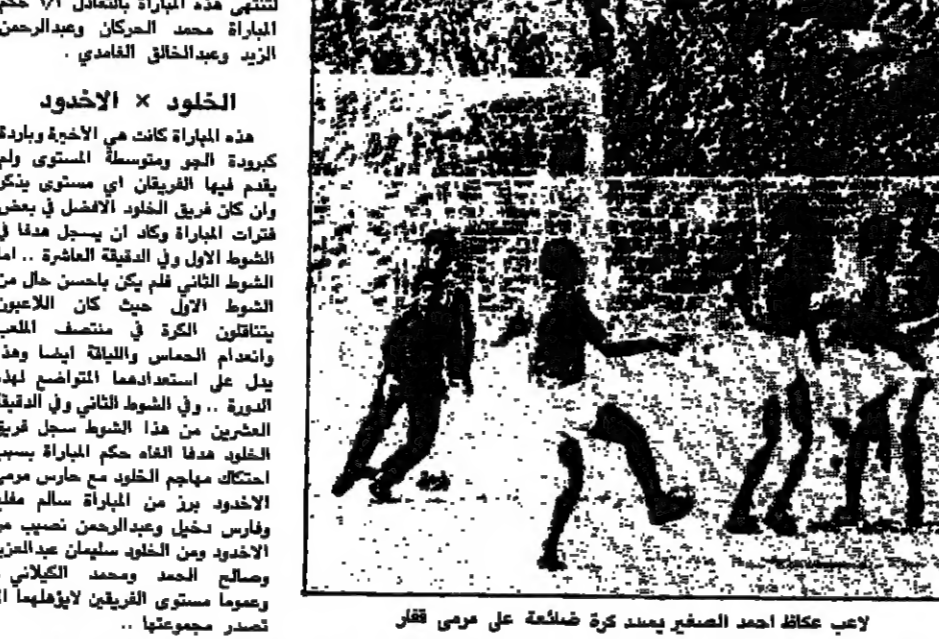 لتنتهي هذه المباراة بالتعادل ١/١ حكم
المباراة محمد الحركان وعبدالرحمن
الزيد وعبدالخالق الغامدي .
الخلود × الاخدود
هذه المباراة كانت هي الأخيرة وباردة
كبرودة الجو ومتوسطة المستوى ولم
يقدم فيها الفريقان اي مستوى يذكر
وان كان فريق الخلود الافضل في بعض
فترات المباراة وكاد ان يسجل هدفا في
الشوط الاول وفي الدقيقة العاشرة .. اما
الشوط الثاني فلم يكن باحسن حال من
الشوط الاول حيث كان اللاعبون
يتناقلون الكرة في منتصف الملعب
وانعدام الحماس واللياقة ايضا وهذ
يدل على استعدادهما المتواضع لهذ
الدورة .. وفي الشوط الثاني وفي الدقيقة
العشرين من هذا الشوط سجل فريق
الخلود هدفا الغاه حكم المباراة بسبب
احتكاك مهاجم الخلود مع حارس مرمى
الاخدود برز من المباراة سالم مفلح
وفارس دخيل وعبدالرحمن نصيب من
الاخدود ومن الخلود سليمان عبدالعزيز
وصالح الحمد ومحمد الكيلاني .
وعموما مستوى الفريقين لايؤهلهما
تصدر مجموعتها ..
لاعب عكاظ احمد الصغير يسدد كرة ضائعة على مرمى قفار